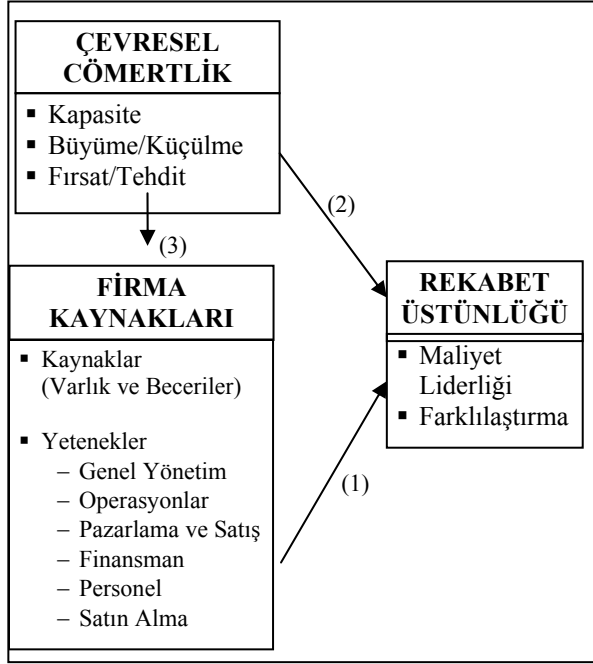 ÇEVRESEL
CÖMERTLİK
▪ Kapasite
▪ Büyüme/Küçülme
▪ Fırsat/Tehdit
(2)
(3)
FİRMA
KAYNAKLARI
▪ Kaynaklar
(Varlık ve Beceriler)
▪ Yetenekler
– Genel Yönetim
– Operasyonlar
– Pazarlama ve Satış
– Finansman
– Personel
– Satın Alma
REKABET
ÜSTÜNLÜĞÜ
▪ Maliyet
Liderliği
▪ Farklılaştırma
(1)